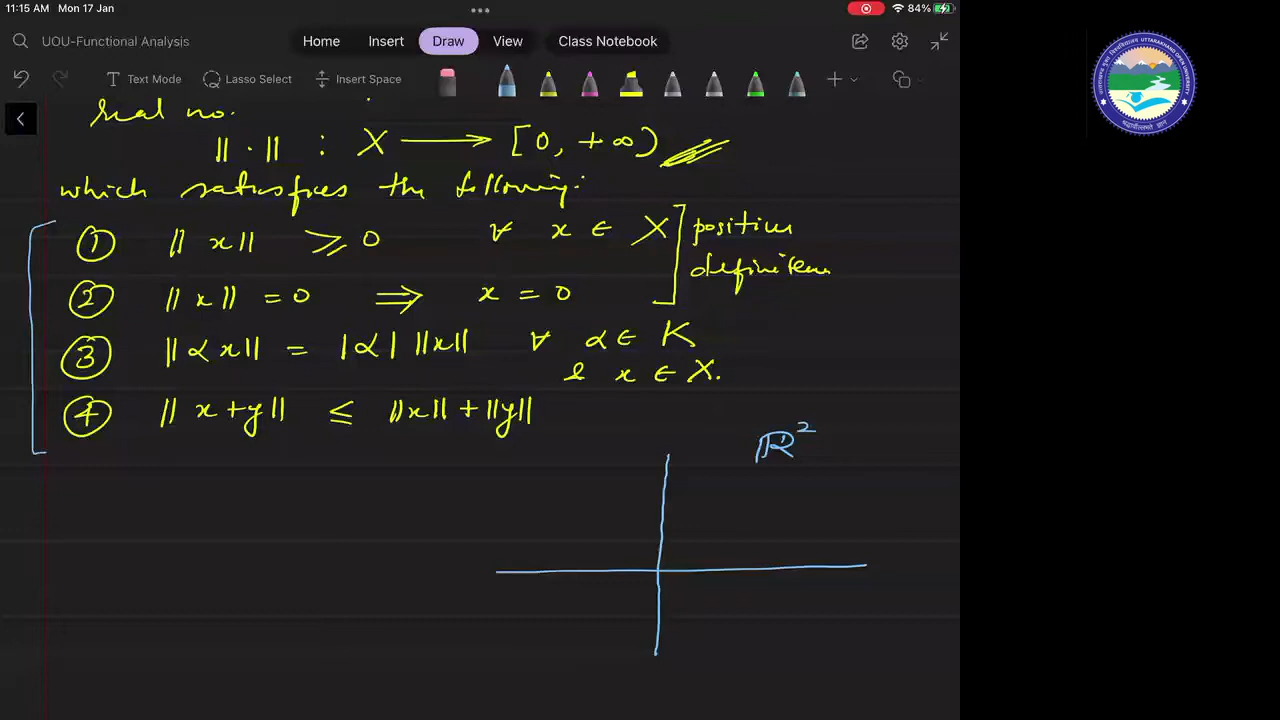 11:15 AM Mon 17 Jan
84%
UOU-Functional Analysis
Home Insert Draw View Class Notebook
Text Mode Lasso Select Insert Space
real no.
|| · || : X ⟶ [0, +∞)
which satisfies the following:
① || x || ⩾ 0 ∀ x ∈ X ] positive
definiteness
② || x || = 0 ⟹ x = 0
③ || α x || = |α| ||x|| ∀ α ∈ K
& x ∈ X.
④ || x + y || ≤ ||x|| + ||y||
ℝ²